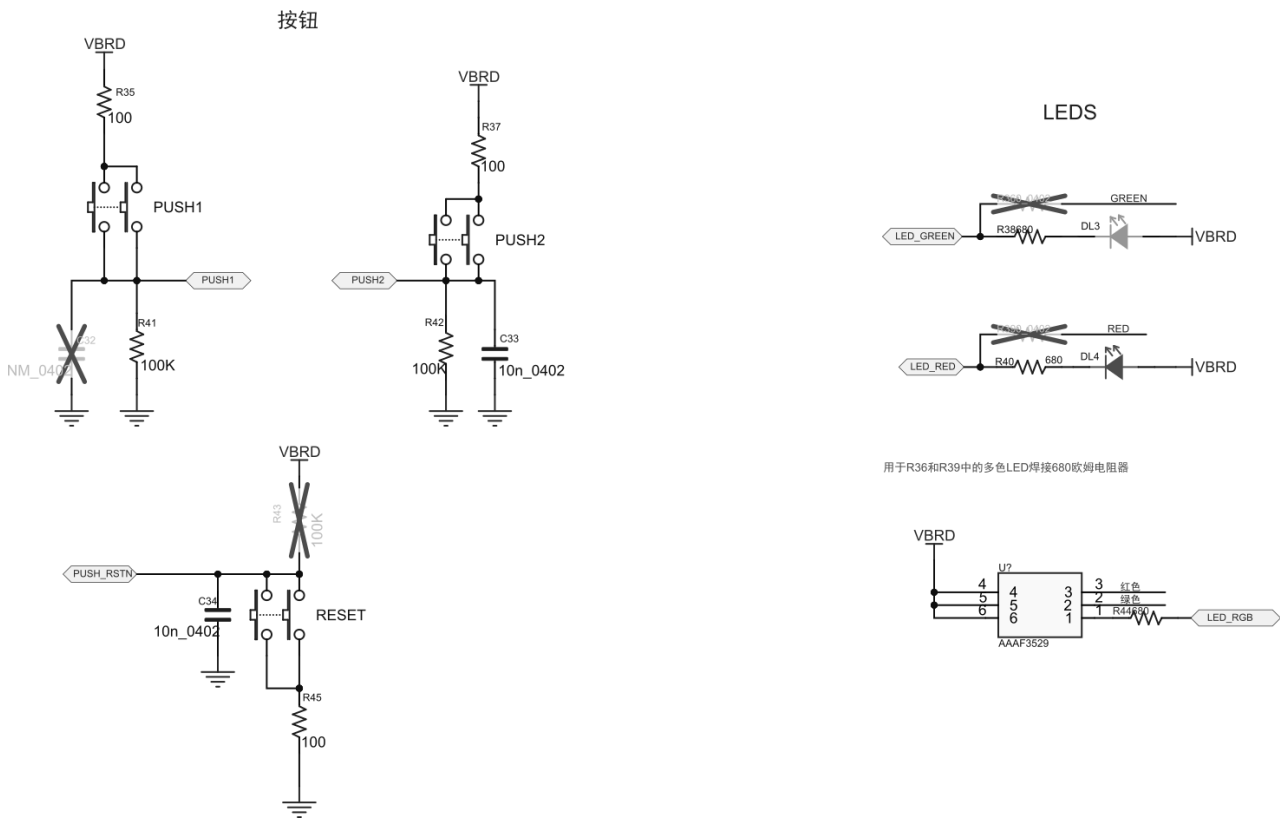 按钮
VBRD
R35
100
PUSH1
PUSH1
C32
NM_0402
R41
100K
VBRD
R37
100
PUSH2
PUSH2
R42
100K
C33
10n_0402
VBRD
R43
100K
PUSH_RSTN
C34
10n_0402
RESET
R45
100
LEDS
GREEN
LED_GREEN
R38680
DL3
VBRD
RED
LED_RED
R40
680
DL4
VBRD
用于R36和R39中的多色LED焊接680欧姆电阻器
VBRD
U?
4 4 3 3 红色
5 5 2 2 绿色
6 6 1 1 R44680
LED_RGB
AAAF3529